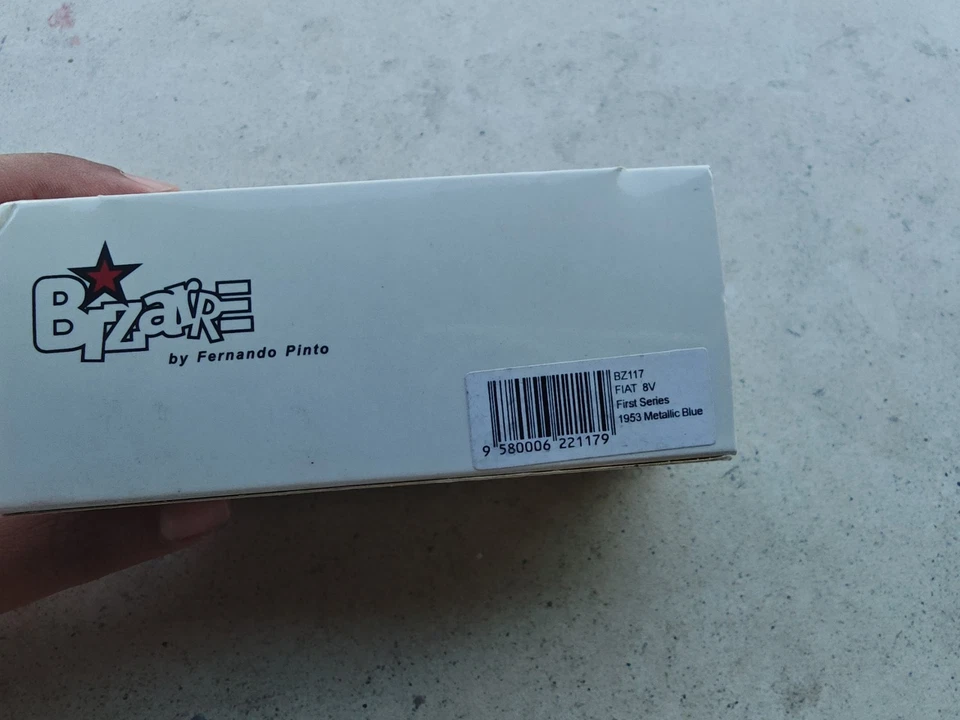 Bizarre
by Fernando Pinto
BZ117
FIAT 8V
First Series
1953 Metallic Blue
9 580006 221179